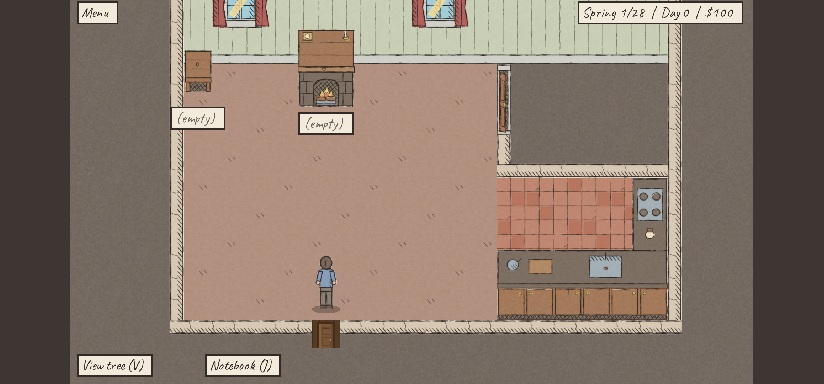 Menu
Spring 1/28 | Day 0 | $100
(empty)
(empty)
View tree (V)
Notebook (J)